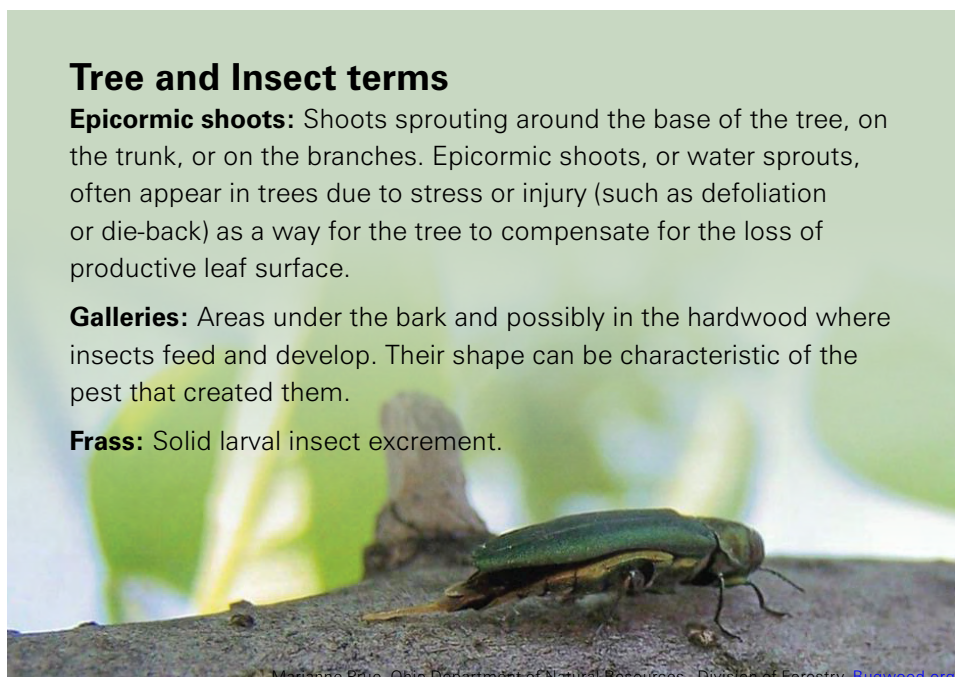 Tree and Insect terms
Epicormic shoots: Shoots sprouting around the base of the tree, on
the trunk, or on the branches. Epicormic shoots, or water sprouts,
often appear in trees due to stress or injury (such as defoliation
or die-back) as a way for the tree to compensate for the loss of
productive leaf surface.
Galleries: Areas under the bark and possibly in the hardwood where
insects feed and develop. Their shape can be characteristic of the
pest that created them.
Frass: Solid larval insect excrement.
Marianne Prue, Ohio Department of Natural Resources - Division of Forestry, Bugwood.org